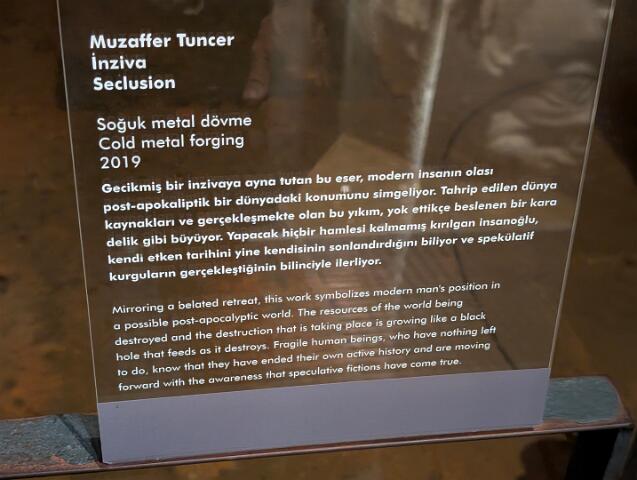 Muzaffer Tuncer
İnziva
Seclusion
Soğuk metal dövme
Cold metal forging
2019
Gecikmiş bir inzivaya ayna tutan bu eser, modern insanın olası
post-apokaliptik bir dünyadaki konumunu simgeliyor. Tahrip edilen dünya
kaynakları ve gerçekleşmekte olan bu yıkım, yok ettikçe beslenen bir kara
delik gibi büyüyor. Yapacak hiçbir hamlesi kalmamış kırılgan insanoğlu,
kendi etken tarihini yine kendisinin sonlandırdığını biliyor ve spekülatif
kurguların gerçekleştiğinin bilinciyle ilerliyor.
Mirroring a belated retreat, this work symbolizes modern man's position in
a possible post-apocalyptic world. The resources of the world being
destroyed and the destruction that is taking place is growing like a black
hole that feeds as it destroys. Fragile human beings, who have nothing left
to do, know that they have ended their own active history and are moving
forward with the awareness that speculative fictions have come true.